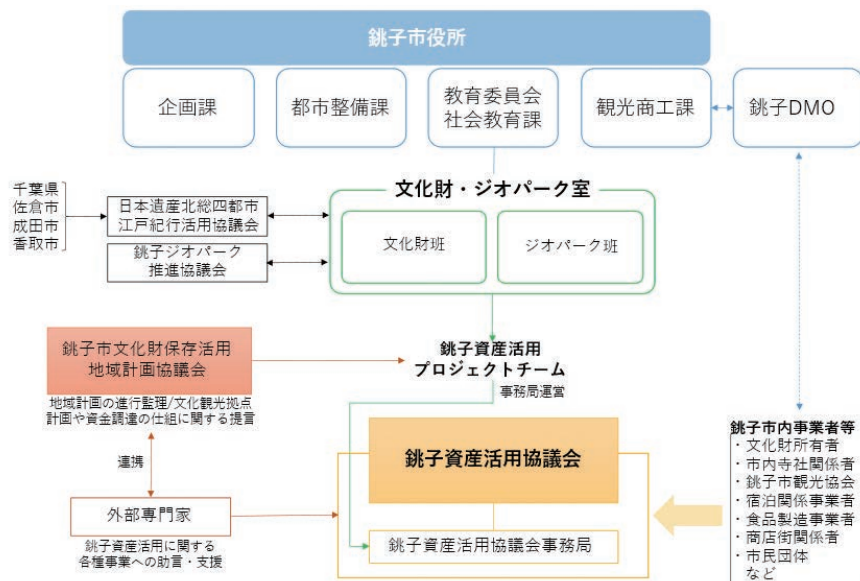 銚子市役所
企画課
都市整備課
教育委員会
社会教育課
観光商工課
銚子DMO
文化財・ジオパーク室
文化財班
ジオパーク班
千葉県
佐倉市
成田市
香取市
日本遺産北総四都市
江戸紀行活用協議会
銚子ジオパーク
推進協議会
銚子市文化財保存活用
地域計画協議会
地域計画の進行監理/文化観光拠点
計画や資金調達の仕組に関する提言
銚子資産活用
プロジェクトチーム
事務局運営
連携
外部専門家
銚子資産活用に関する
各種事業への助言・支援
銚子資産活用協議会
銚子資産活用協議会事務局
銚子市内事業者等
・文化財所有者
・市内寺社関係者
・銚子市観光協会
・宿泊関係事業者
・食品製造事業者
・商店街関係者
・市民団体
など